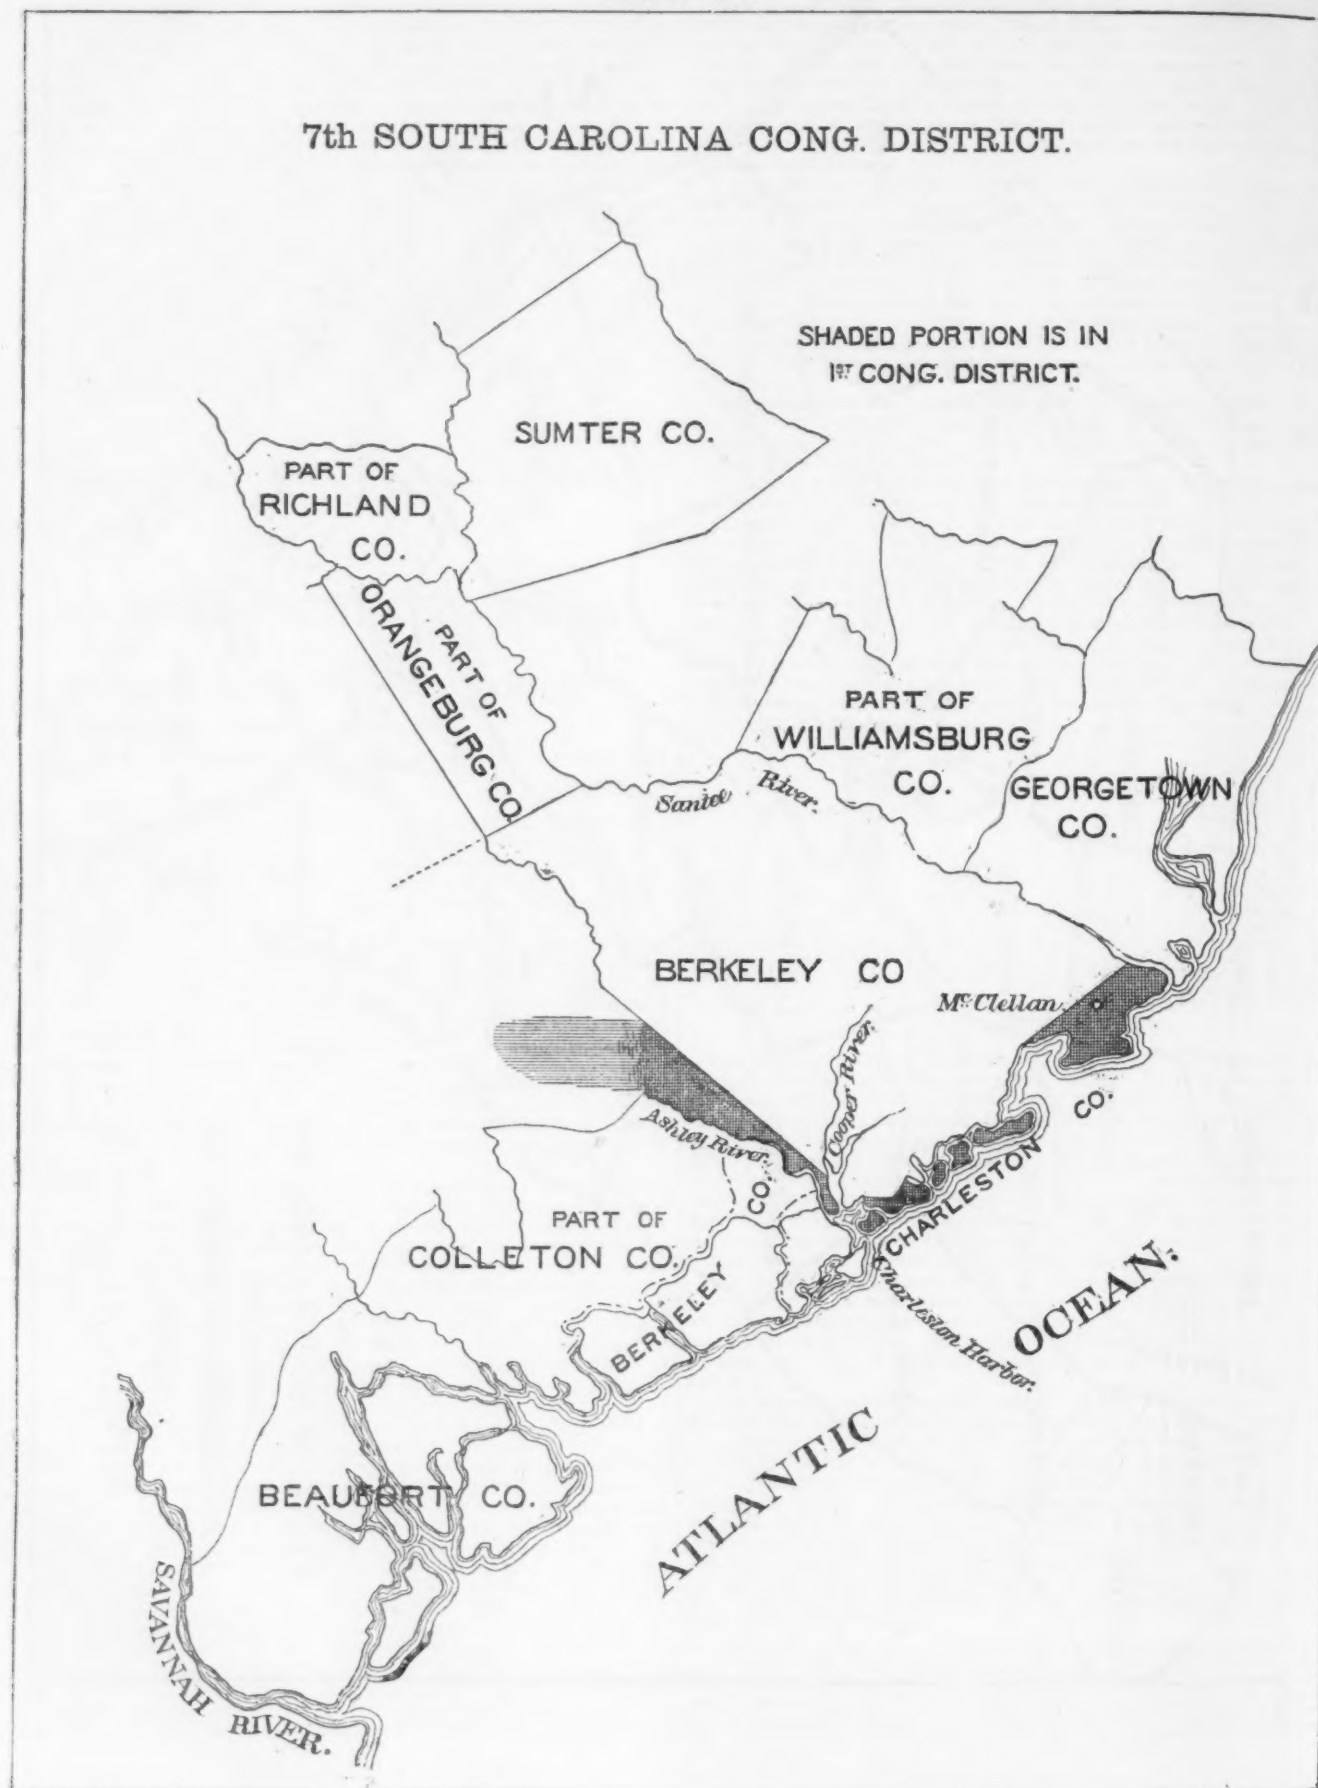 7th SOUTH CAROLINA CONG. DISTRICT.
SHADED PORTION IS IN
1ST CONG. DISTRICT.
SUMTER CO.
PART OF
RICHLAND
CO.
PART OF
ORANGEBURG CO.
PART OF
WILLIAMSBURG
CO.
GEORGETOWN
CO.
Santee River.
BERKELEY CO
McClellan
Cooper River.
Ashley River.
CO.
CHARLESTON
CO.
PART OF
COLLETON CO.
BERKELEY
Charleston Harbor.
ATLANTIC
OCEAN.
BEAUFORT CO.
SAVANNAH
RIVER.